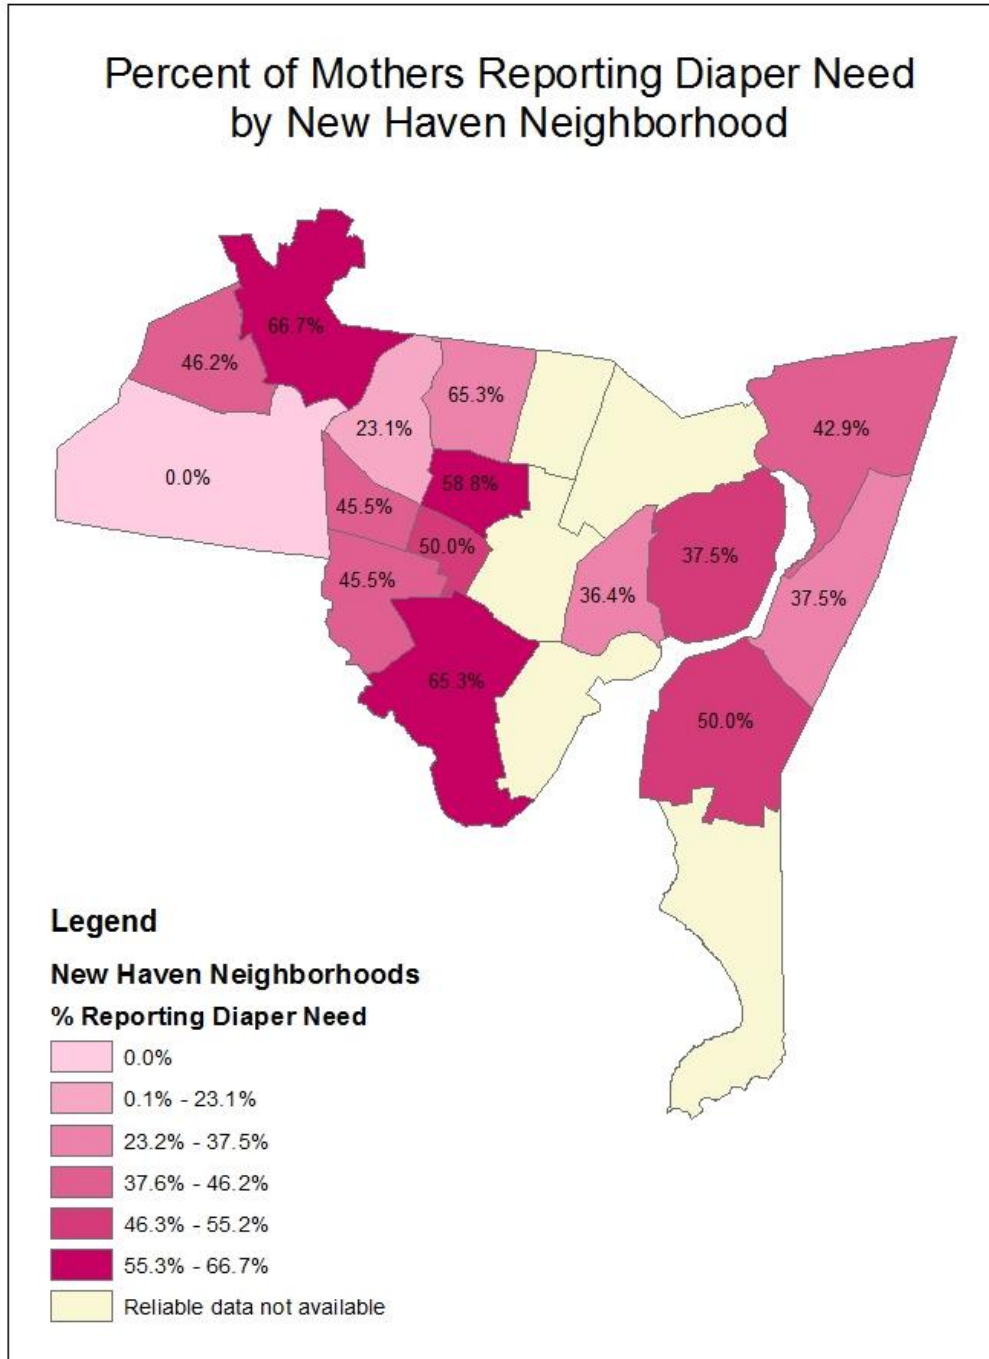 Percent of Mothers Reporting Diaper Need
by New Haven Neighborhood
66.7%
46.2%
65.3%
23.1%
42.9%
0.0%
58.8%
45.5%
50.0%
37.5%
45.5%
36.4%
37.5%
65.3%
50.0%
Legend
New Haven Neighborhoods
% Reporting Diaper Need
0.0%
0.1% - 23.1%
23.2% - 37.5%
37.6% - 46.2%
46.3% - 55.2%
55.3% - 66.7%
Reliable data not available